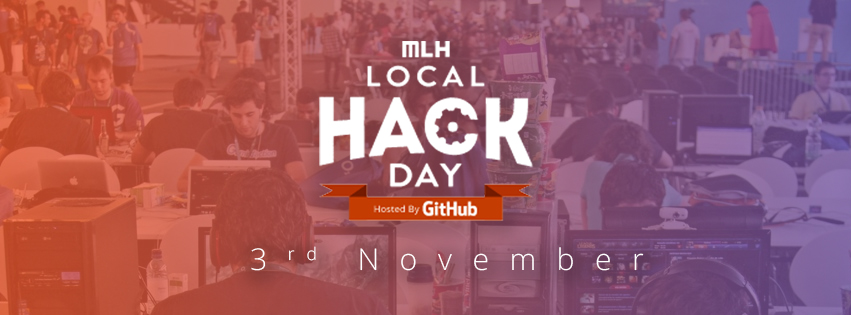 MLH
LOCAL
HACK
DAY
Hosted By GitHub
3rd November